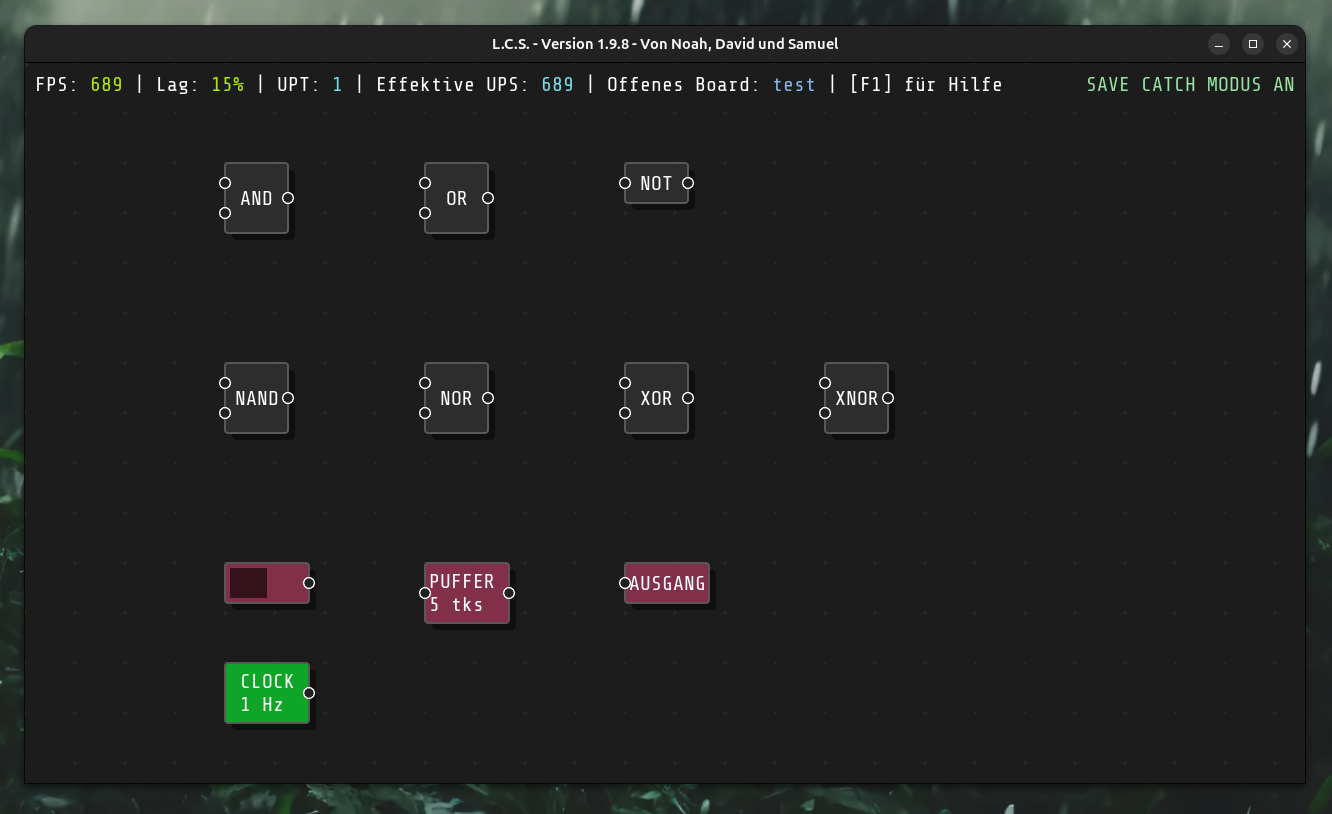 L.C.S. - Version 1.9.8 - Von Noah, David und Samuel
FPS: 689 | Lag: 15% | UPT: 1 | Effektive UPS: 689 | Offenes Board: test | [F1] für Hilfe
SAVE CATCH MODUS AN
AND
OR
NOT
NAND
NOR
XOR
XNOR
PUFFER
5 tks
AUSGANG
CLOCK
1 Hz